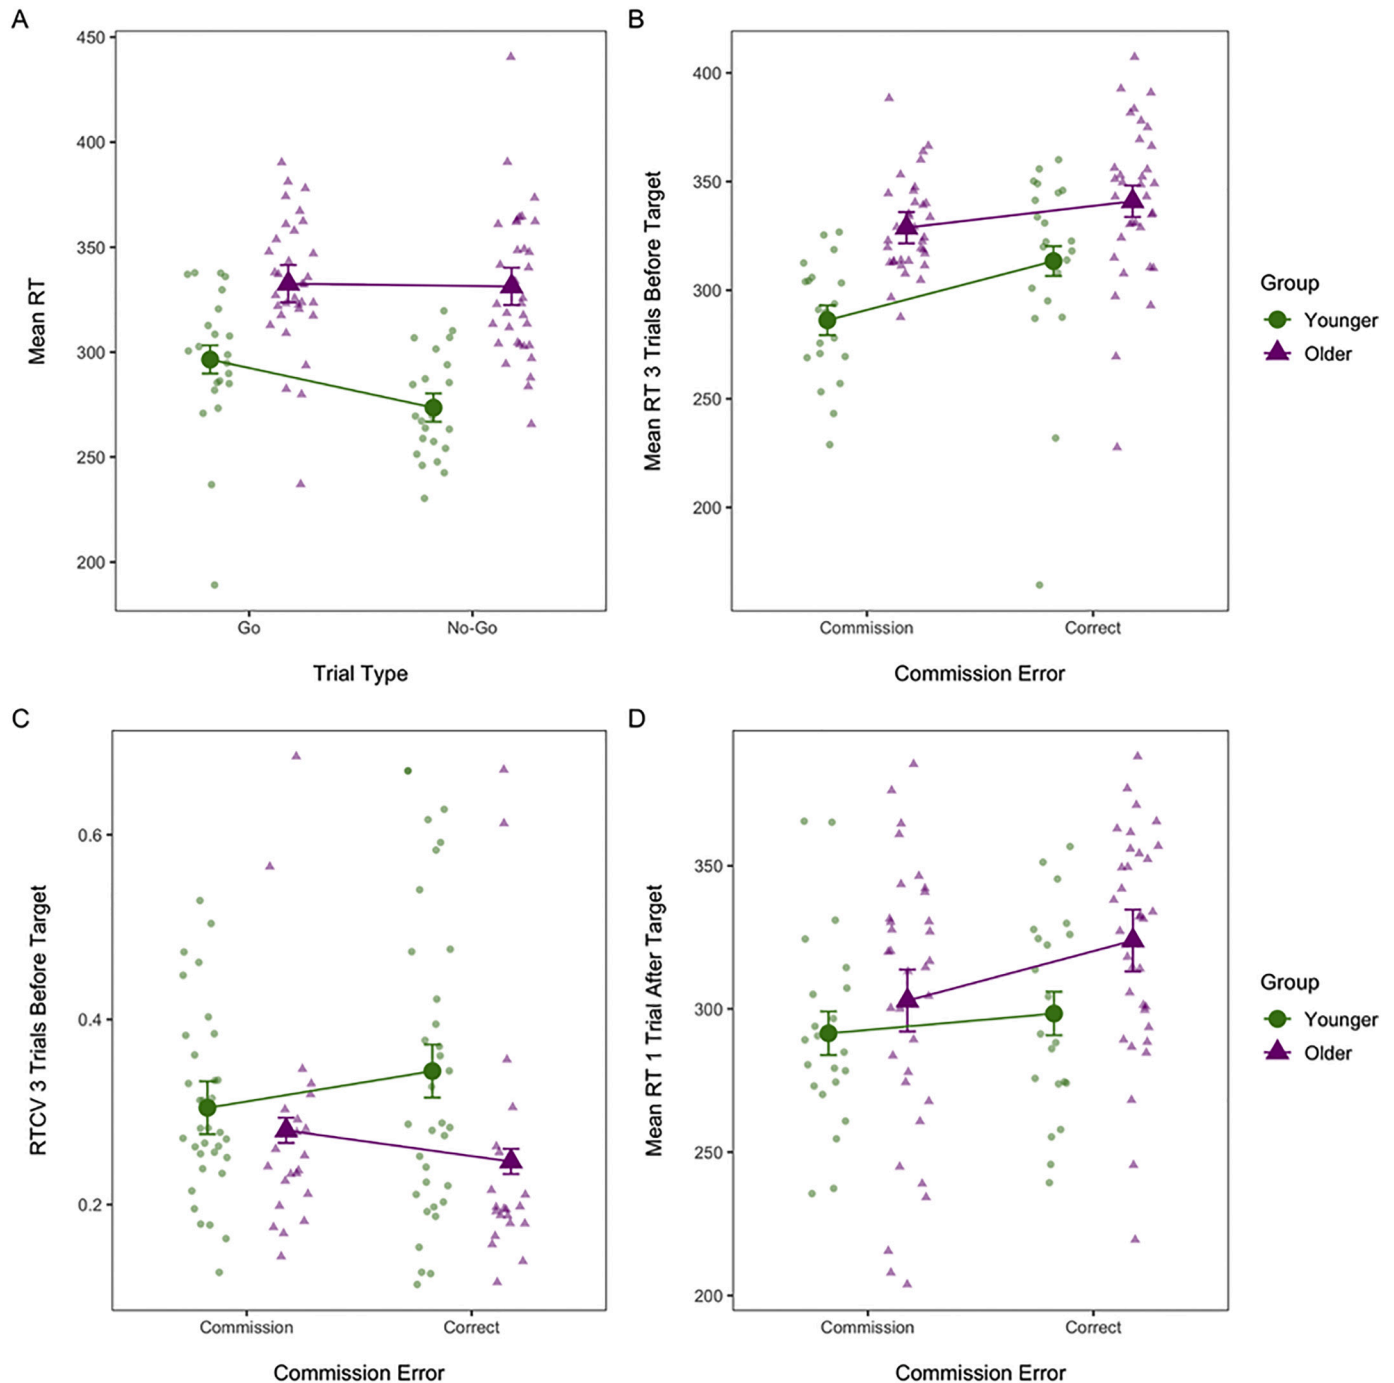 A
450
400
350
300
250
200
Mean RT
Go
No-Go
Trial Type
B
400
350
300
250
200
Mean RT 3 Trials Before Target
Commission
Correct
Commission Error
Group
Younger
Older
C
0.6
0.4
0.2
RTCV 3 Trials Before Target
Commission
Correct
Commission Error
D
350
300
250
200
Mean RT 1 Trial After Target
Commission
Correct
Commission Error
Group
Younger
Older